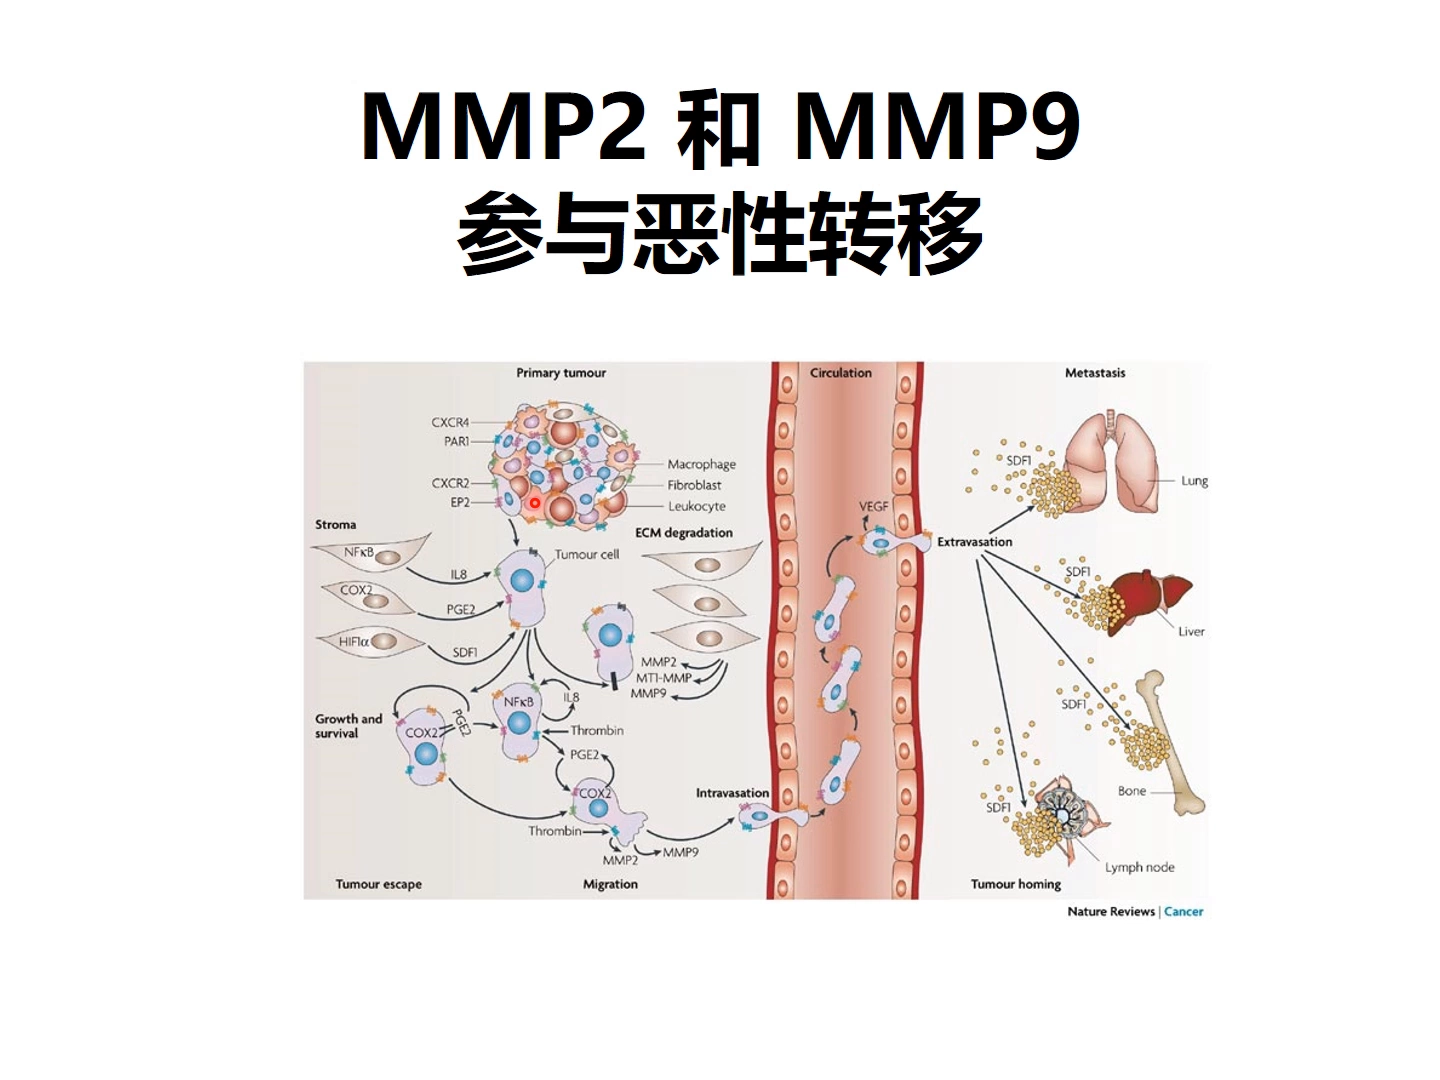 MMP2 和 MMP9
参与恶性转移
Primary tumour
Circulation
Metastasis
CXCR4
PAR1
CXCR2
EP2
Macrophage
Fibroblast
Leukocyte
Stroma
NFκB
COX2
HIF1α
IL8
PGE2
SDF1
Tumour cell
ECM degradation
MMP2
MT1-MMP
MMP9
Growth and
survival
COX2
PGE2
NFκB
IL8
Thrombin
PGE2
COX2
Thrombin
MMP2
MMP9
Intravasation
VEGF
Extravasation
SDF1
Lung
SDF1
Liver
SDF1
Bone
SDF1
Lymph node
Tumour escape
Migration
Tumour homing
Nature Reviews | Cancer